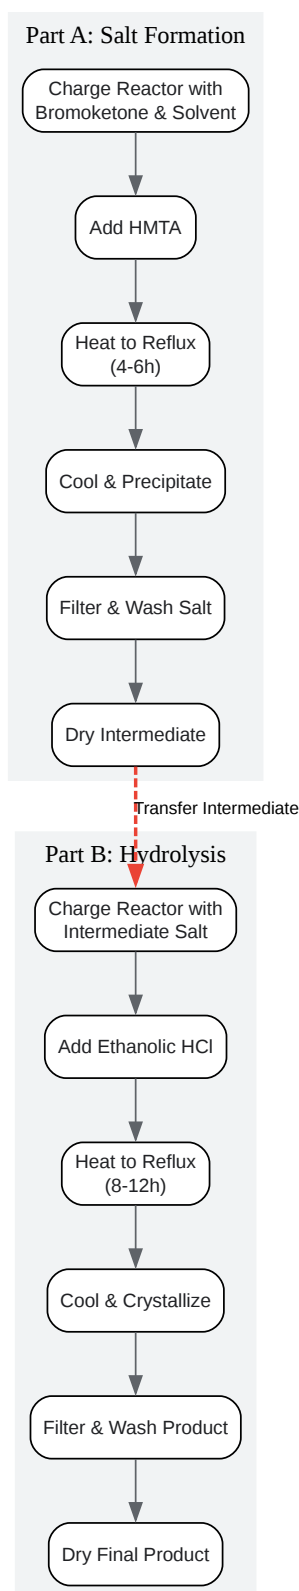 Part A: Salt Formation
Charge Reactor with
Bromoketone & Solvent
Add HMTA
Heat to Reflux
(4-6h)
Cool & Precipitate
Filter & Wash Salt
Dry Intermediate
Transfer Intermediate
Part B: Hydrolysis
Charge Reactor with
Intermediate Salt
Add Ethanolic HCl
Heat to Reflux
(8-12h)
Cool & Crystallize
Filter & Wash Product
Dry Final Product